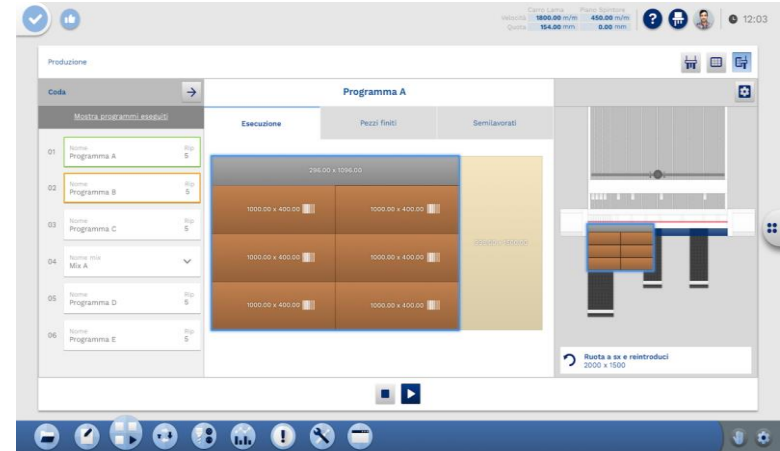 Carro Lama Piano Spintore
Velocità 1800.00 m/m 450.00 m/m
Quota 154.00 mm 0.00 mm
12:03
Produzione
Coda
Programma A
Mostra programmi eseguiti
Esecuzione
Pezzi finiti
Semilavorati
01 Nome Rip
Programma A 5
02 Nome Rip
Programma B 5
03 Nome Rip
Programma C 5
04 Nome mix
Mix A
05 Nome Rip
Programma D 5
06 Nome Rip
Programma E 5
296.00 x 1096.00
1000.00 x 400.00 1000.00 x 400.00
1000.00 x 400.00 1000.00 x 400.00
1000.00 x 400.00 1000.00 x 400.00
Ruota a sx e reintroduci
2000 x 1500